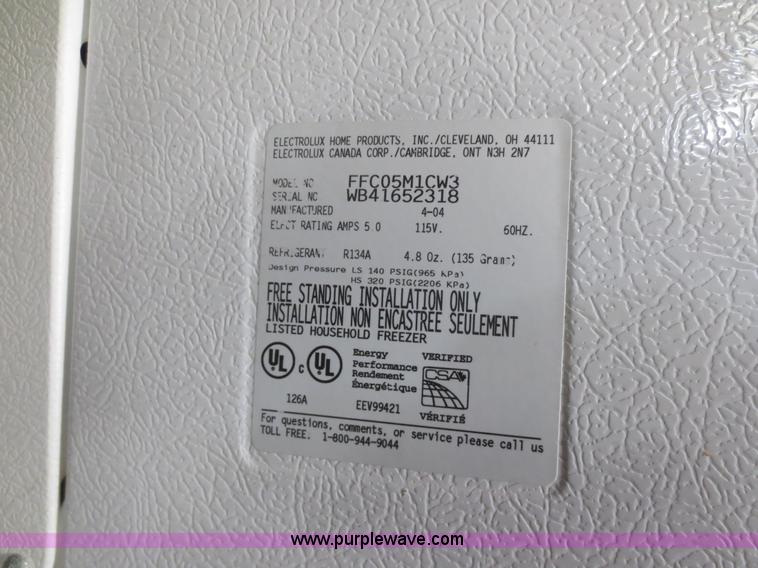 ELECTROLUX HOME PRODUCTS, INC./CLEVELAND, OH 44111
ELECTROLUX CANADA CORP./CAMBRIDGE, ONT N3H 2N7
MODEL NO FFC05M1CW3
SERIAL NO WB41652318
MANUFACTURED 4-04
ELECT RATING AMPS 5.0 115V. 60HZ.
REFRIGERANT R134A 4.8 Oz. (135 Grams)
Design Pressure LS 140 PSIG(965 KPa)
HS 320 PSIG(2206 KPa)
FREE STANDING INSTALLATION ONLY
INSTALLATION NON ENCASTREE SEULEMENT
LISTED HOUSEHOLD FREEZER
UL C UL
Energy
Performance
Rendement
Énergétique
VERIFIED
CSA
VÉRIFIÉ
126A EEV99421
For questions, comments, or service please call us
TOLL FREE. 1-800-944-9044
www.purplewave.com